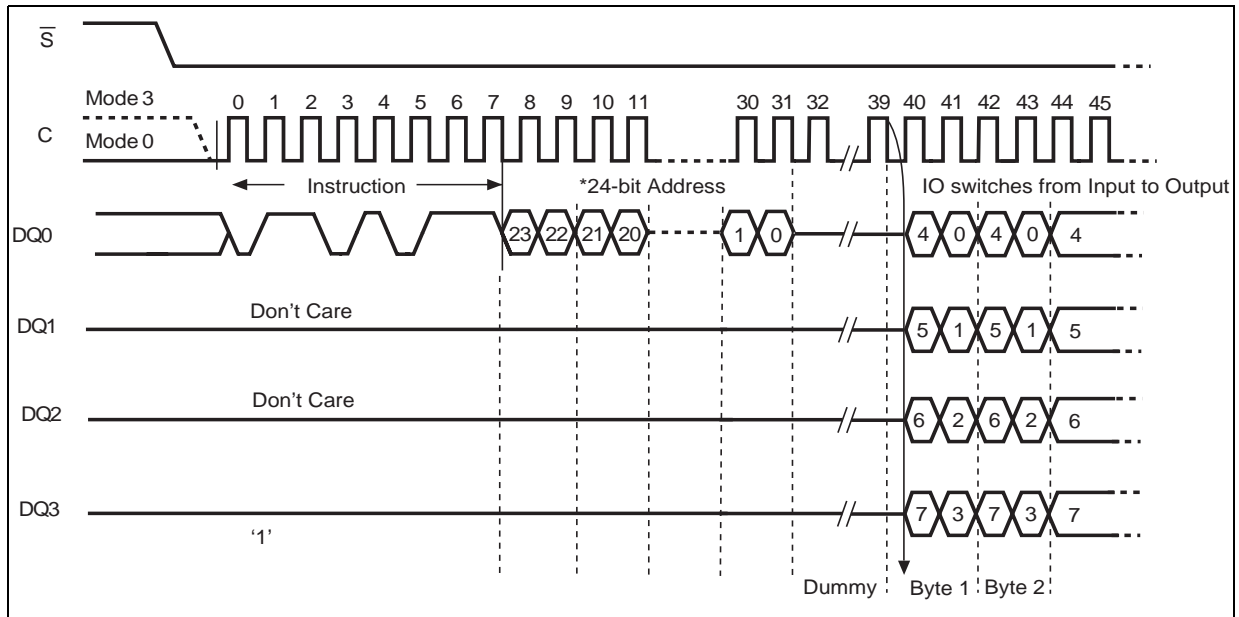 S
Mode 3
0 1 2 3 4 5 6 7 8 9 10 11 30 31 32 39 40 41 42 43 44 45
C
Mode 0
Instruction *24-bit Address IO switches from Input to Output
DQ0 23 22 21 20 1 0 4 0 4 0 4
Don't Care
DQ1 5 1 5 1 5
Don't Care
DQ2 6 2 6 2 6
DQ3 7 3 7 3 7
‘1’
Dummy Byte 1 Byte 2